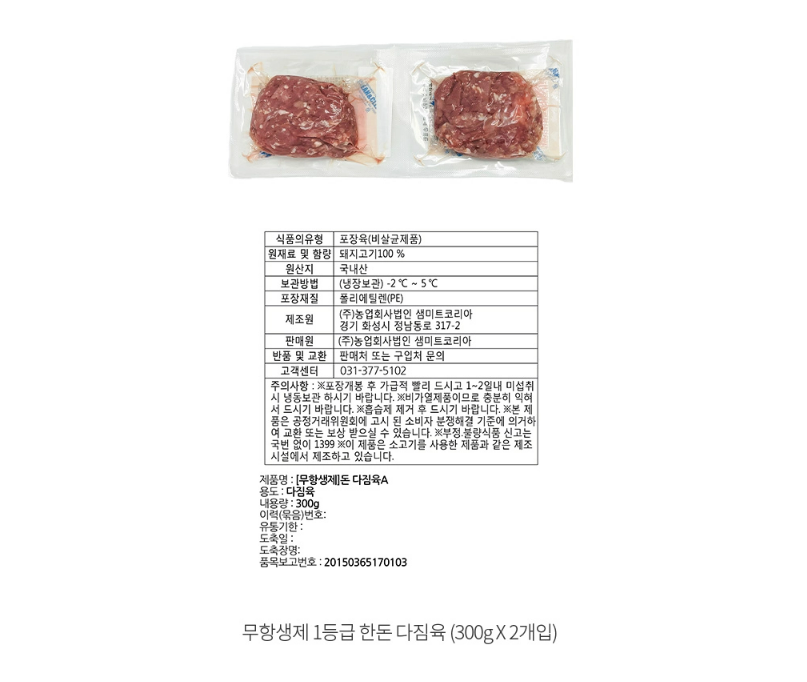 식품의유형 포장육(비살균제품)
원재료 및 함량 돼지고기100 %
원산지 국내산
보관방법 (냉장보관) -2℃ ~ 5℃
포장재질 폴리에틸렌(PE)
제조원 (주)농업회사법인 샘미트코리아
경기 화성시 정남동로 317-2
판매원 (주)농업회사법인 샘미트코리아
반품 및 교환 판매처 또는 구입처 문의
고객센터 031-377-5102
주의사항 : ※포장개봉 후 가급적 빨리 드시고 1~2일내 미섭취
시 냉동보관 하시기 바랍니다. ※비가열제품이므로 충분히 익혀
서 드시기 바랍니다. ※흡습제 제거 후 드시기 바랍니다. ※본 제
품은 공정거래위원회에 고시 된 소비자 분쟁해결 기준에 의거하
여 교환 또는 보상 받으실 수 있습니다. ※부정.불량식품 신고는
국번 없이 1399 ※이 제품은 소고기를 사용한 제품과 같은 제조
시설에서 제조하고 있습니다.
제품명 : [무항생제]돈 다짐육A
용도 : 다짐육
내용량 : 300g
이력(묶음)번호:
유통기한 :
도축일 :
도축장명:
품목보고번호 : 20150365170103
무항생제 1등급 한돈 다짐육 (300g X 2개입)